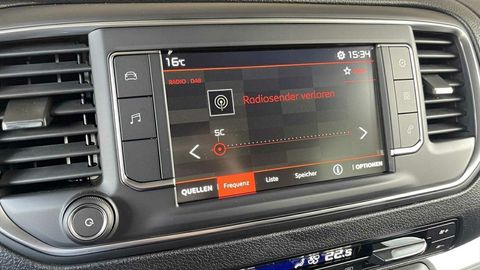 16°C
15:34
RADIO : DAB
Radiosender verloren
5C
QUELLEN
Frequenz
Liste
Speicher
OPTIONEN
22.5